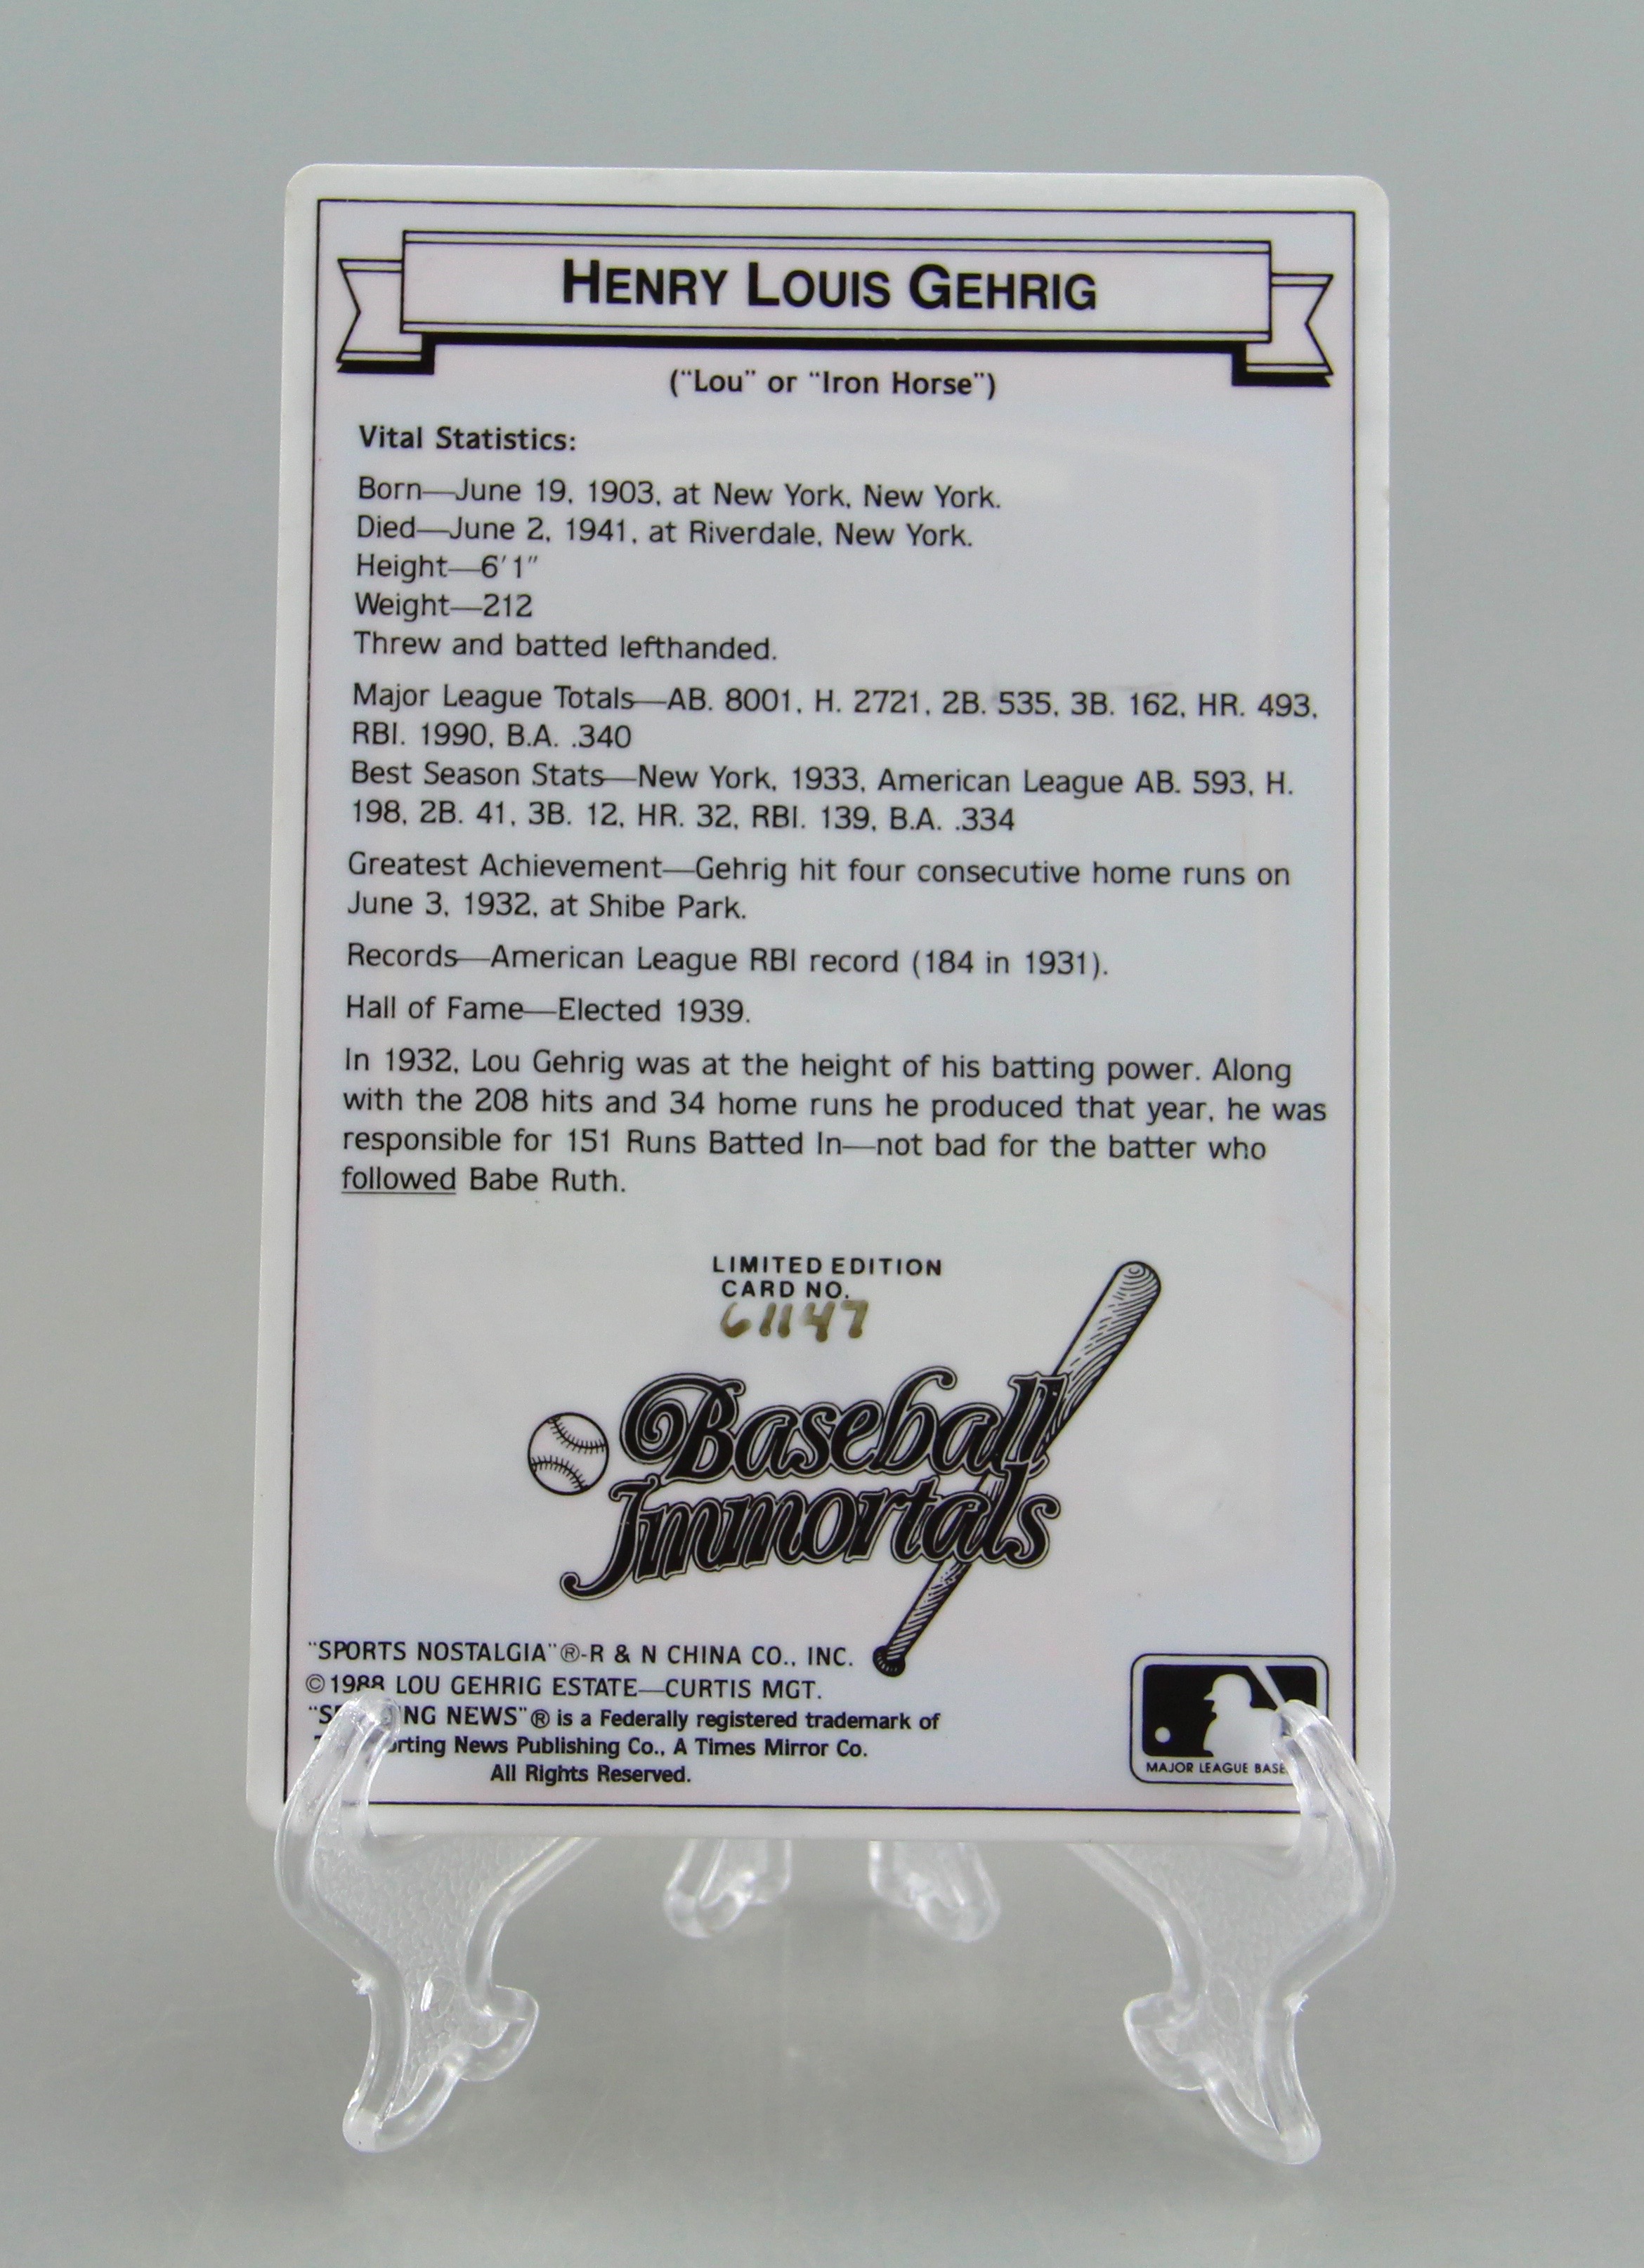 HENRY LOUIS GEHRIG
("Lou" or "Iron Horse")
Vital Statistics:
Born—June 19, 1903, at New York, New York.
Died—June 2, 1941, at Riverdale, New York.
Height—6'1"
Weight—212
Threw and batted lefthanded.
Major League Totals—AB. 8001, H. 2721, 2B. 535, 3B. 162, HR. 493,
RBI. 1990, B.A. .340
Best Season Stats—New York, 1933, American League AB. 593, H.
198, 2B. 41, 3B. 12, HR. 32, RBI. 139, B.A. .334
Greatest Achievement—Gehrig hit four consecutive home runs on
June 3, 1932, at Shibe Park.
Records—American League RBI record (184 in 1931).
Hall of Fame—Elected 1939.
In 1932, Lou Gehrig was at the height of his batting power. Along
with the 208 hits and 34 home runs he produced that year, he was
responsible for 151 Runs Batted In—not bad for the batter who
followed Babe Ruth.
LIMITED EDITION
CARD NO.
61147
Baseball
Immortals
"SPORTS NOSTALGIA"®-R & N CHINA CO., INC.
©1988 LOU GEHRIG ESTATE—CURTIS MGT.
NEWS"® is a Federally registered trademark of
News Publishing Co., A Times Mirror Co.
All Rights Reserved.
MAJOR LEAGUE